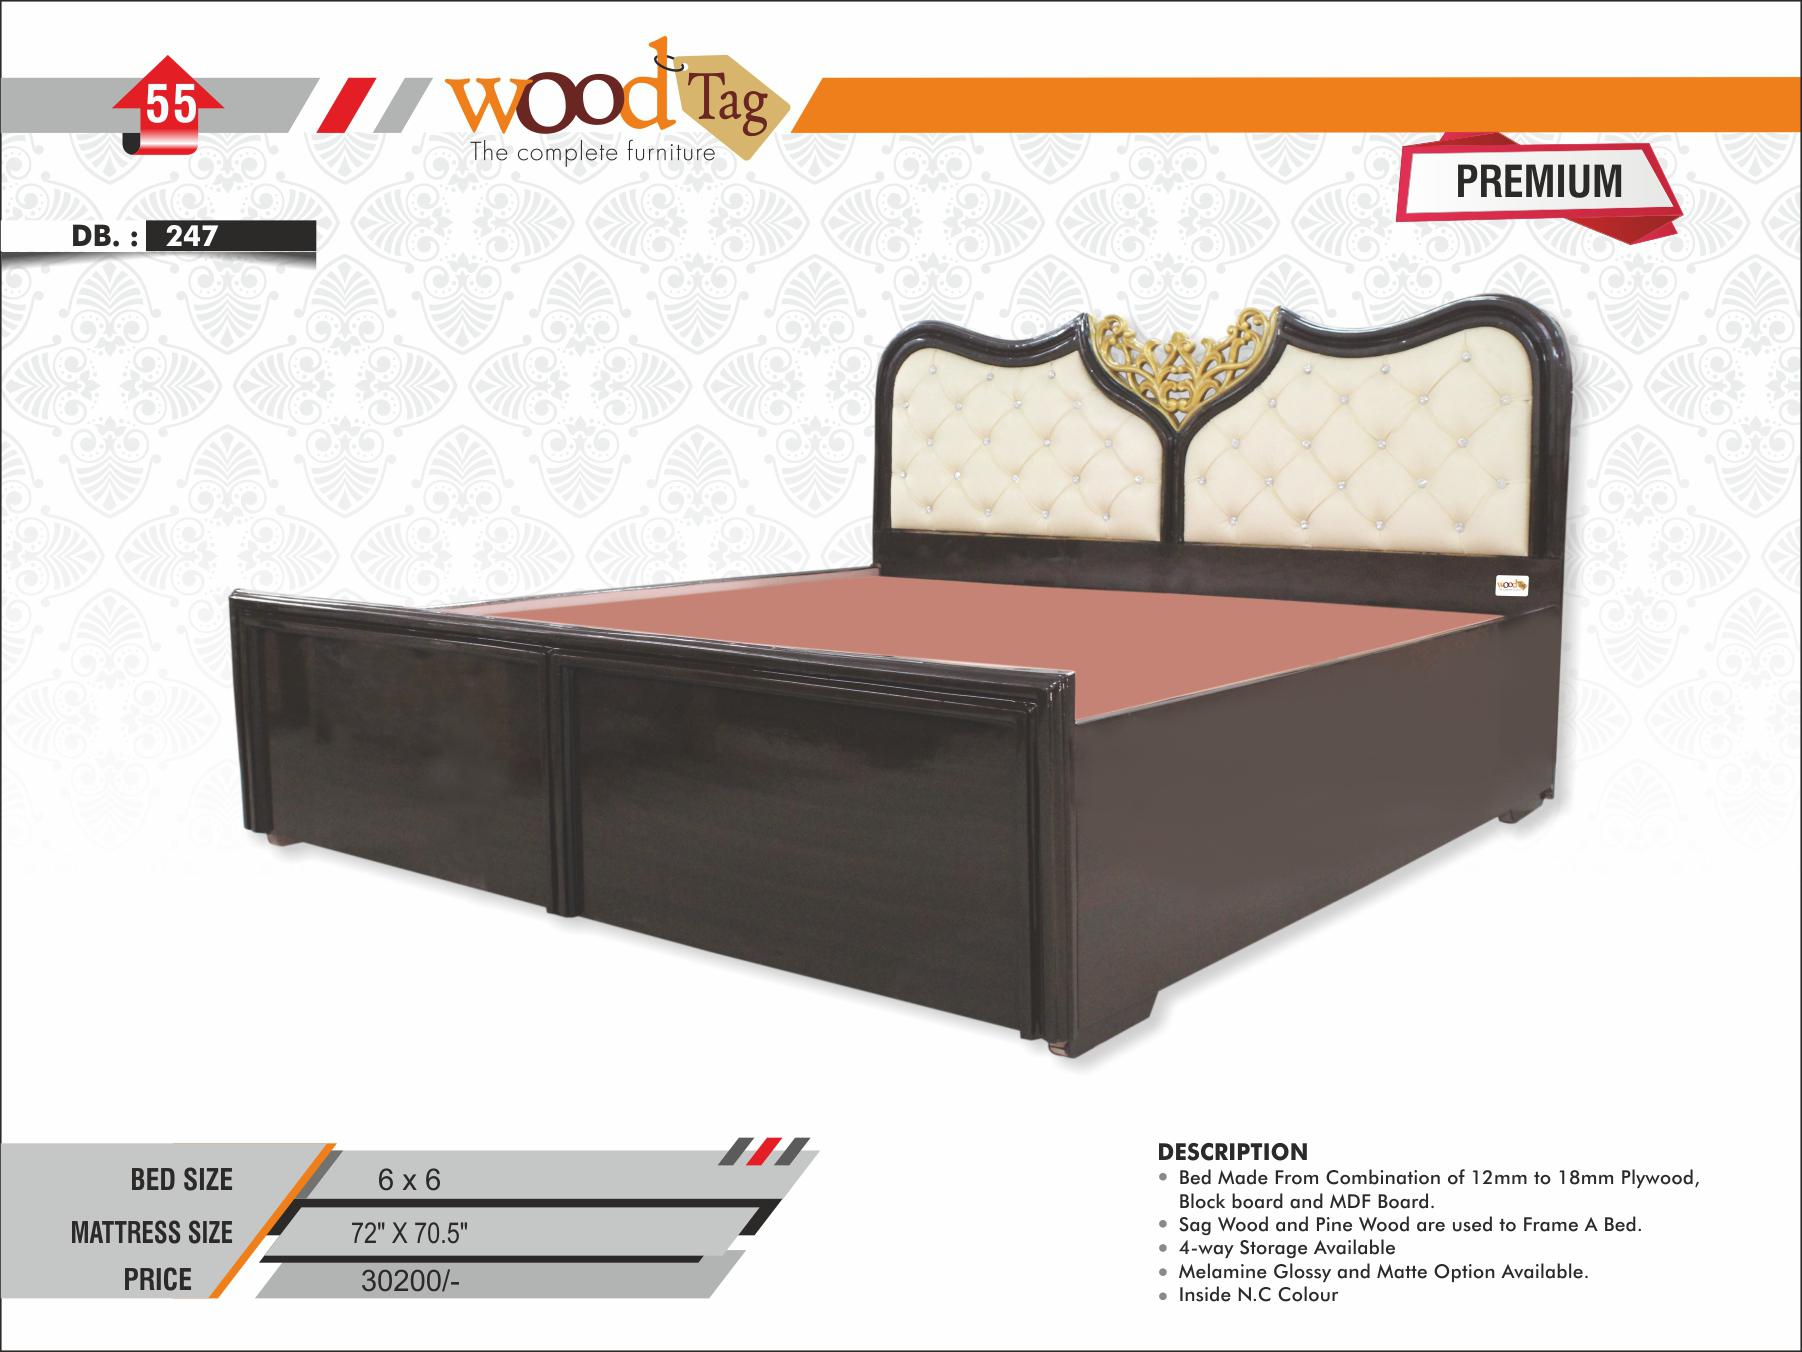 55
wood Tag
The complete furniture
PREMIUM
DB. : 247
wood
BED SIZE 6 x 6
MATTRESS SIZE 72" X 70.5"
PRICE 30200/-
DESCRIPTION
• Bed Made From Combination of 12mm to 18mm Plywood,
Block board and MDF Board.
• Sag Wood and Pine Wood are used to Frame A Bed.
• 4-way Storage Available
• Melamine Glossy and Matte Option Available.
• Inside N.C Colour